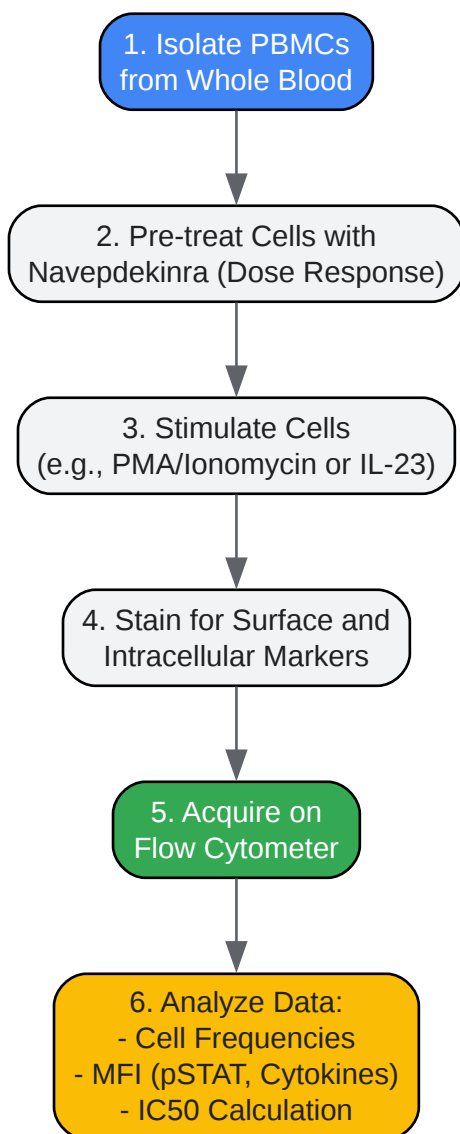 1. Isolate PBMCs
from Whole Blood
2. Pre-treat Cells with
Navepdekinra (Dose Response)
3. Stimulate Cells
(e.g., PMA/Ionomycin or IL-23)
4. Stain for Surface and
Intracellular Markers
5. Acquire on
Flow Cytometer
6. Analyze Data:
- Cell Frequencies
- MFI (pSTAT, Cytokines)
- IC50 Calculation